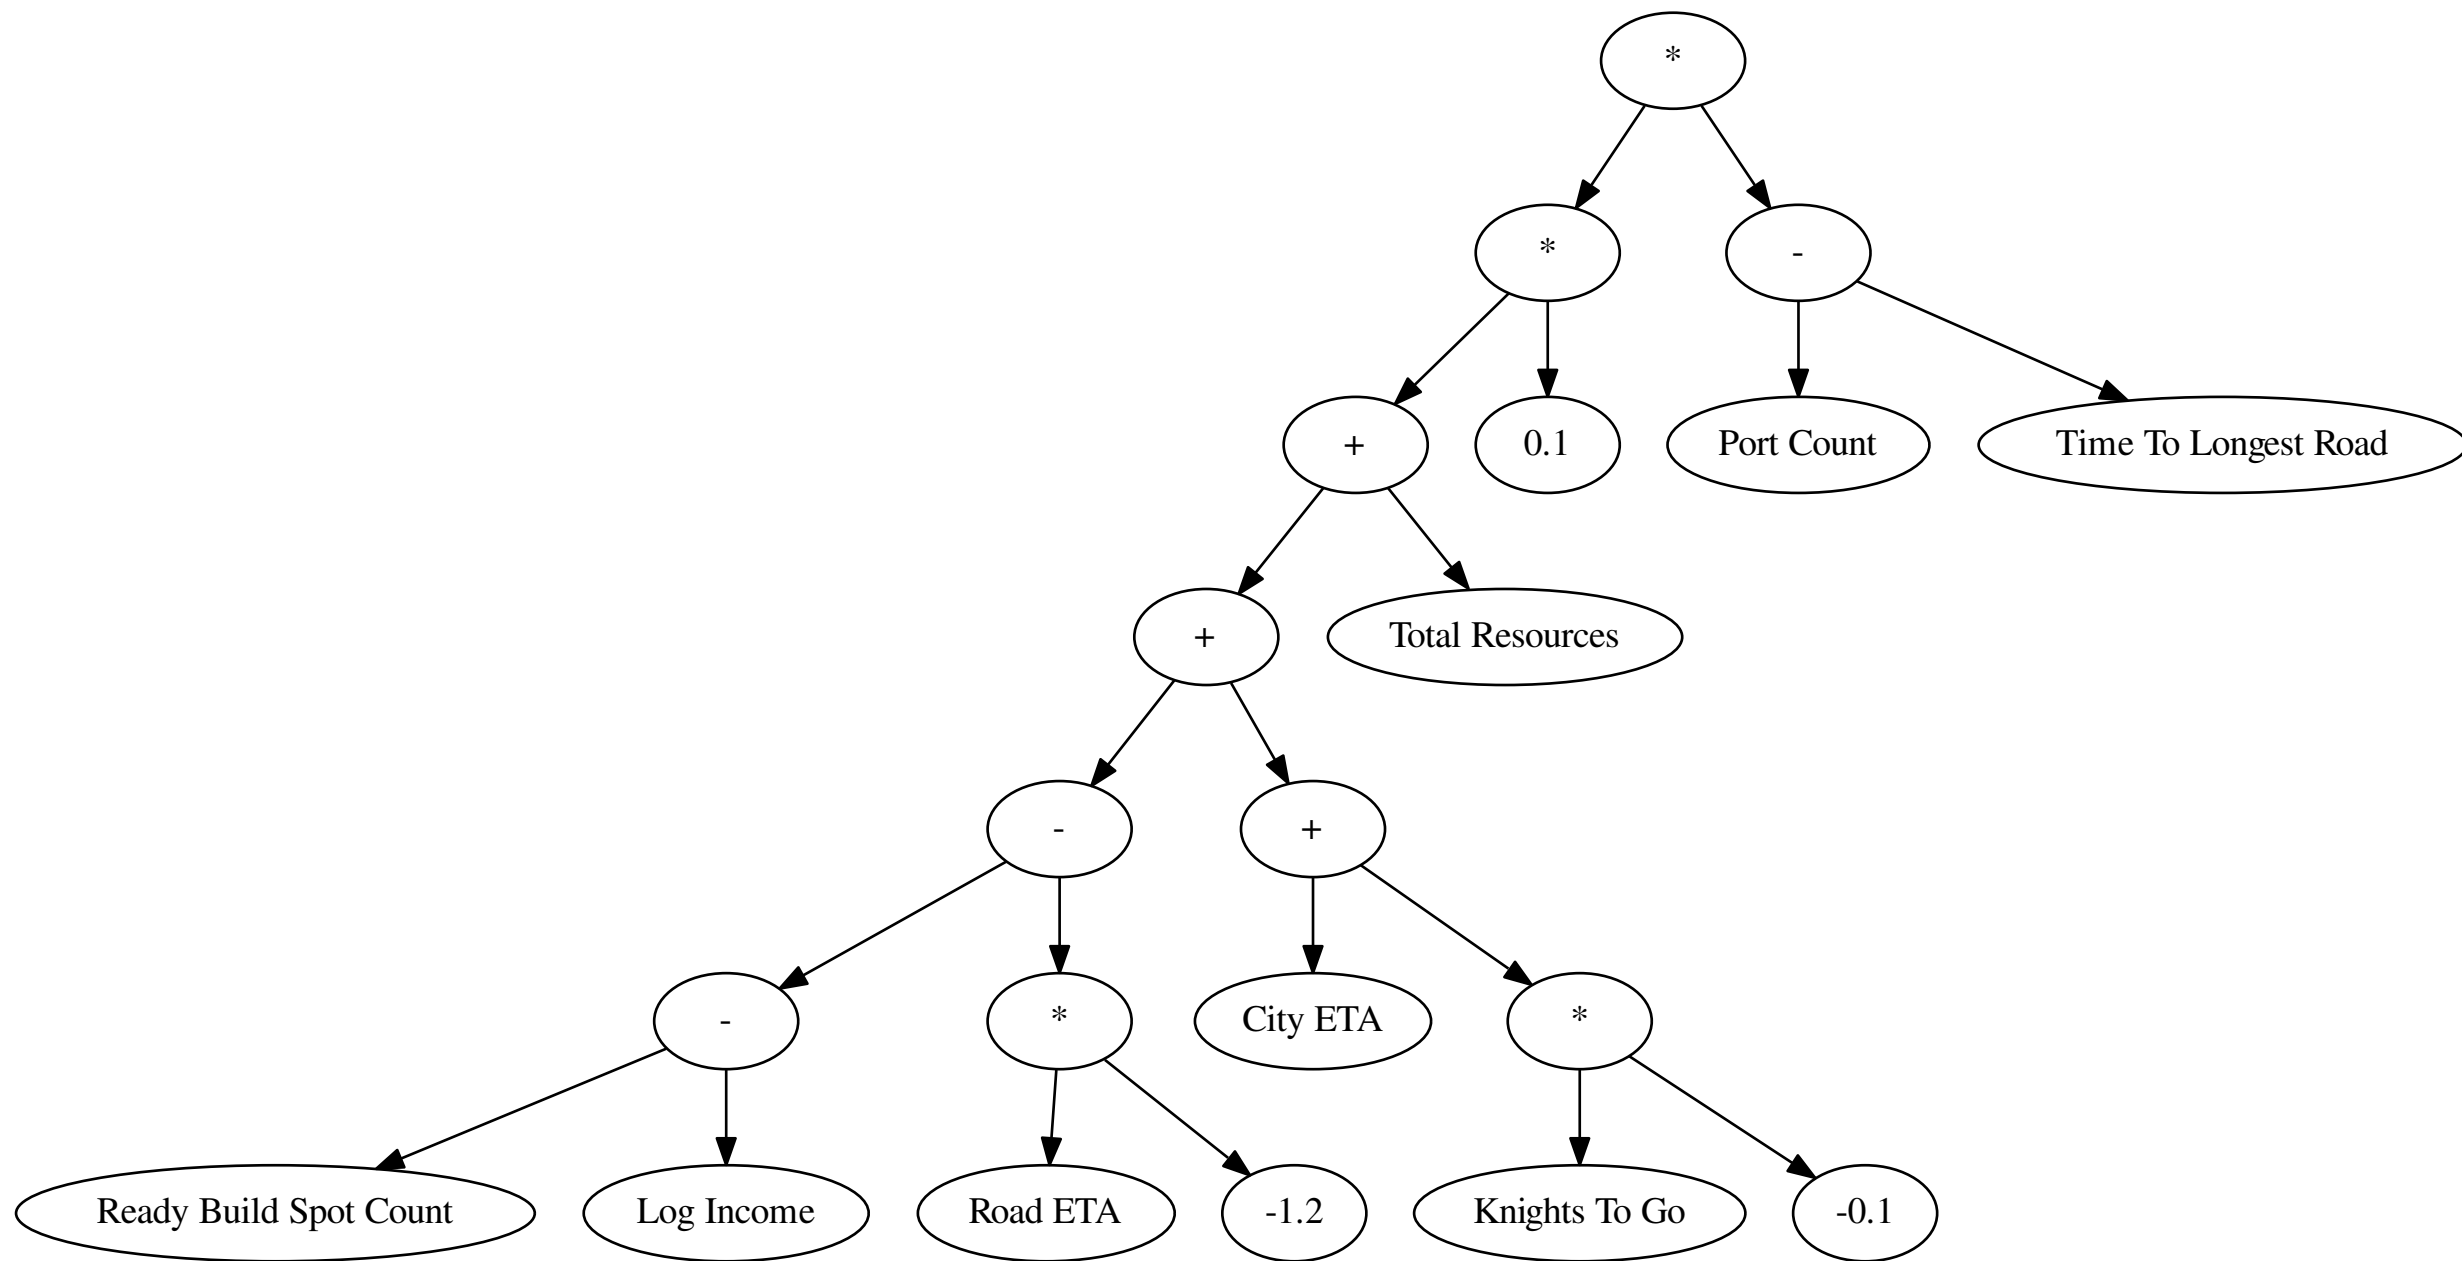 *
*
-
+
0.1
Port Count
Time To Longest Road
+
Total Resources
-
+
-
*
City ETA
*
Ready Build Spot Count
Log Income
Road ETA
-1.2
Knights To Go
-0.1